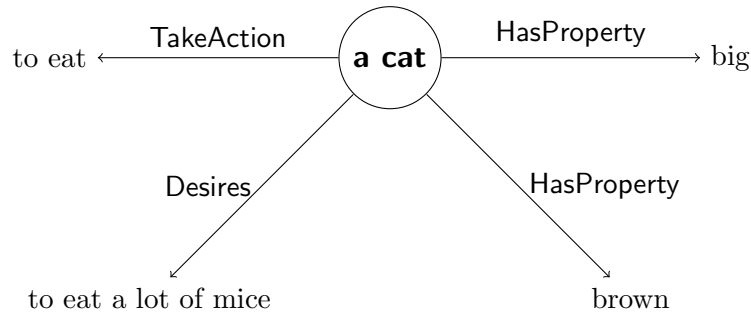 TakeAction
HasProperty
to eat
a cat
big
Desires
HasProperty
to eat a lot of mice
brown